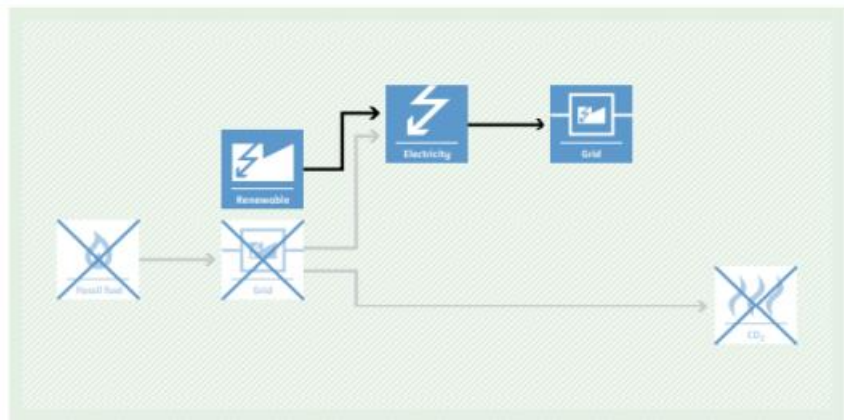 Electricity
Grid
Renewable
Fossil fuel
Grid
CO₂